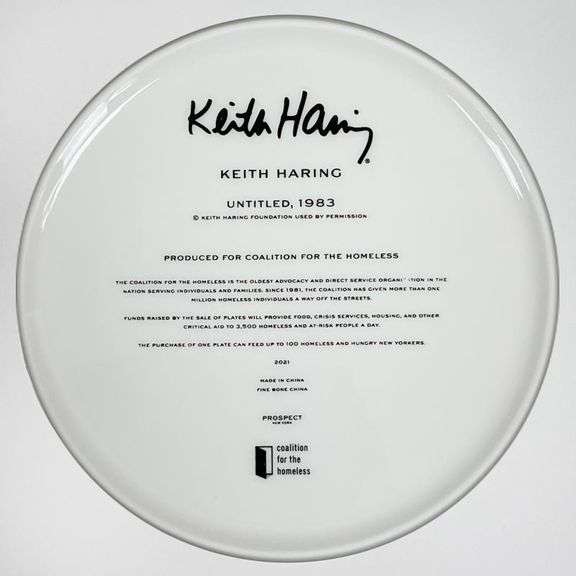 Keith Haring®
KEITH HARING
UNTITLED, 1983
© KEITH HARING FOUNDATION USED BY PERMISSION
PRODUCED FOR COALITION FOR THE HOMELESS
THE COALITION FOR THE HOMELESS IS THE OLDEST ADVOCACY AND DIRECT SERVICE ORGANI TION IN THE
NATION SERVING INDIVIDUALS AND FAMILIES. SINCE 1981, THE COALITION HAS GIVEN MORE THAN ONE
MILLION HOMELESS INDIVIDUALS A WAY OFF THE STREETS.
FUNDS RAISED BY THE SALE OF PLATES WILL PROVIDE FOOD, CRISIS SERVICES, HOUSING, AND OTHER
CRITICAL AID TO 3,500 HOMELESS AND AT-RISK PEOPLE A DAY.
THE PURCHASE OF ONE PLATE CAN FEED UP TO 100 HOMELESS AND HUNGRY NEW YORKERS.
2021
MADE IN CHINA
FINE BONE CHINA
PROSPECT
NEW YORK
coalition
for the
homeless